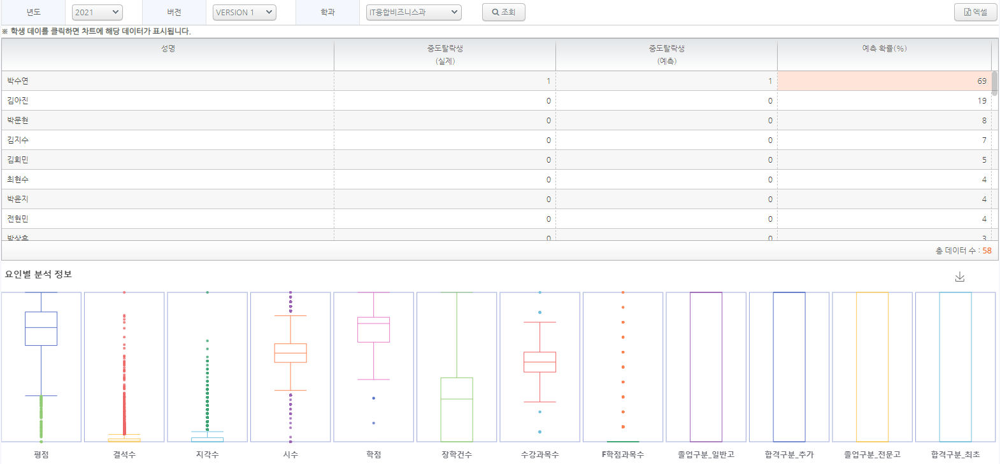 년도 2021 버전 VERSION 1 학과 IT융합비즈니스과 조회 엑셀
※ 학생 데이를 클릭하면 차트에 해당 데이터가 표시됩니다.
성명 중도탈락생 중도탈락생 예측 확률(%)
(실제) (예측)
박수연 1 1 69
김아진 0 0 19
박문현 0 0 8
김지수 0 0 7
김회민 0 0 5
최현수 0 0 4
박윤지 0 0 4
전현민 0 0 4
0 0 3
총 데이터 수 : 58
요인별 분석 정보
평점 결석수 지각수 시수 학점 장학건수 수강과목수 F학점과목수 졸업구분_일반고 합격구분_추가 졸업구분_전문고 합격구분_최초